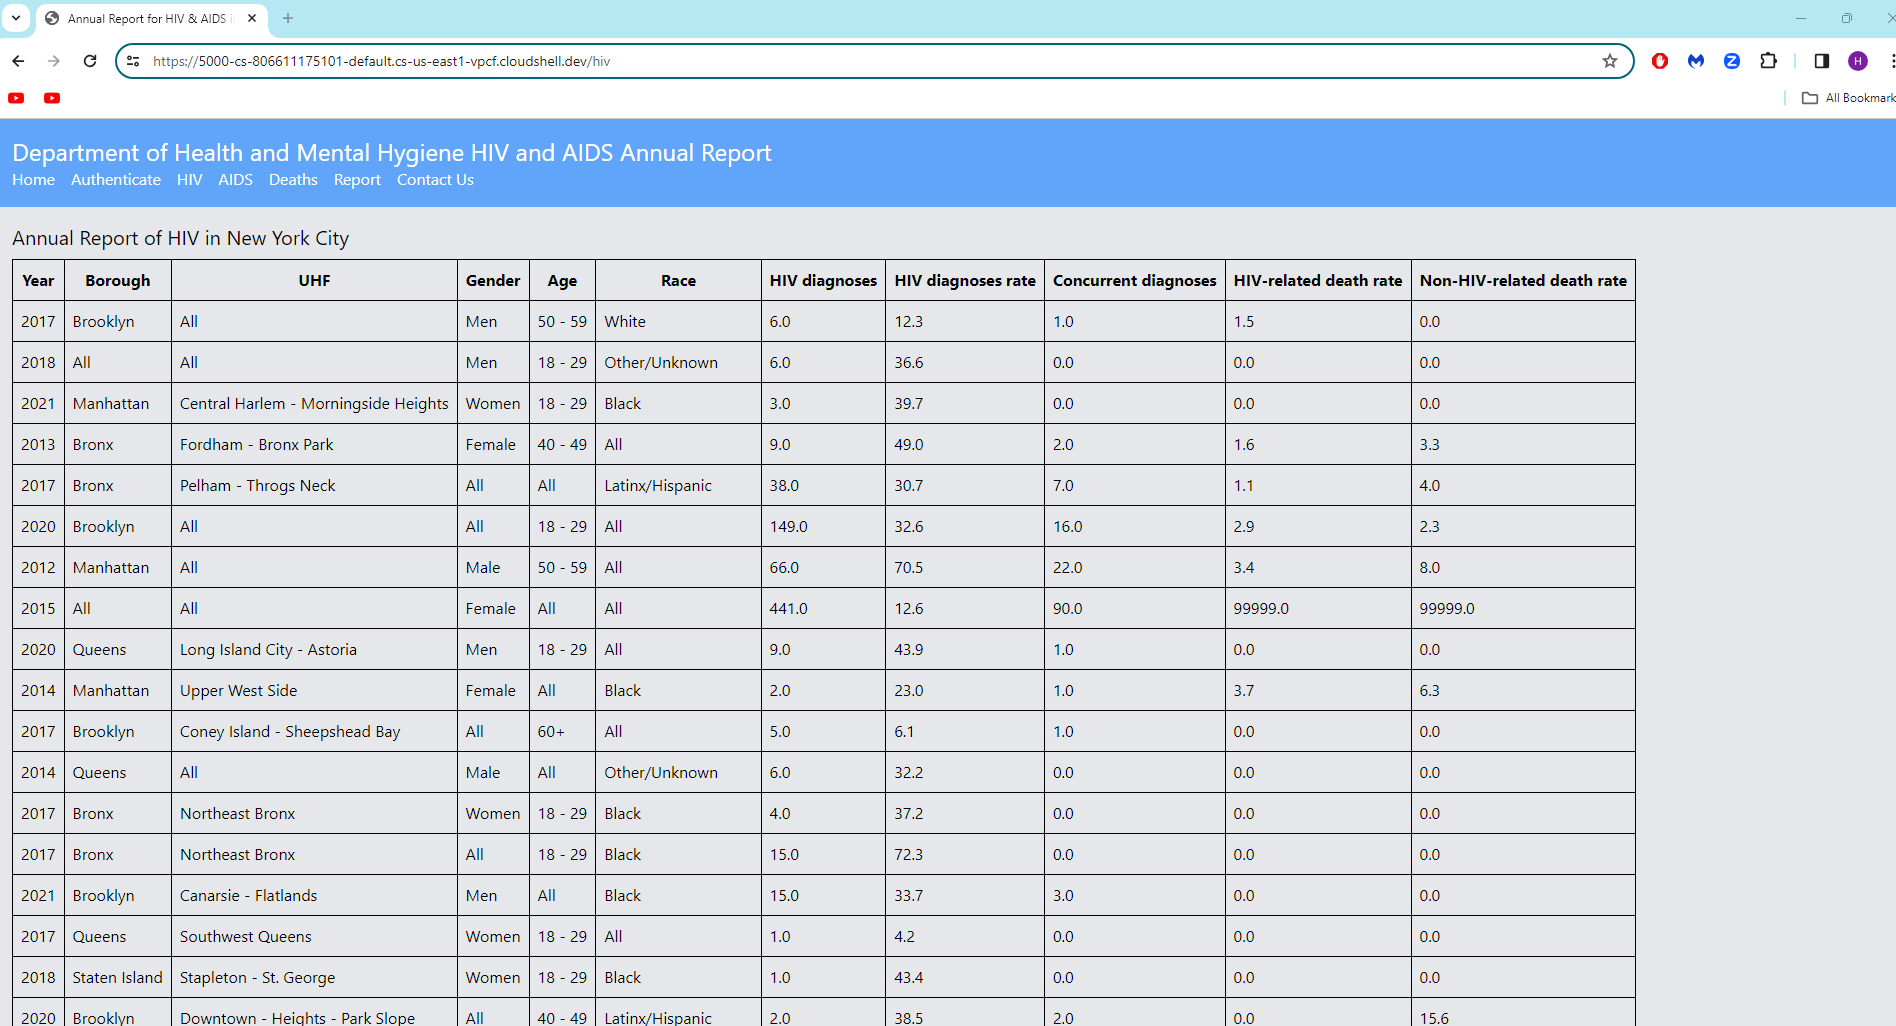 Annual Report for HIV & AIDS i
https://5000-cs-806611175101-default.cs-us-east1-vpcf.cloudshell.dev/hiv
Z
H
All Bookmark
Department of Health and Mental Hygiene HIV and AIDS Annual Report
Home Authenticate HIV AIDS Deaths Report Contact Us
Annual Report of HIV in New York City
Year Borough UHF Gender Age Race HIV diagnoses HIV diagnoses rate Concurrent diagnoses HIV-related death rate Non-HIV-related death rate
2017 Brooklyn All Men 50 - 59 White 6.0 12.3 1.0 1.5 0.0
2018 All All Men 18 - 29 Other/Unknown 6.0 36.6 0.0 0.0 0.0
2021 Manhattan Central Harlem - Morningside Heights Women 18 - 29 Black 3.0 39.7 0.0 0.0 0.0
2013 Bronx Fordham - Bronx Park Female 40 - 49 All 9.0 49.0 2.0 1.6 3.3
2017 Bronx Pelham - Throgs Neck All All Latinx/Hispanic 38.0 30.7 7.0 1.1 4.0
2020 Brooklyn All All 18 - 29 All 149.0 32.6 16.0 2.9 2.3
2012 Manhattan All Male 50 - 59 All 66.0 70.5 22.0 3.4 8.0
2015 All All Female All All 441.0 12.6 90.0 99999.0 99999.0
2020 Queens Long Island City - Astoria Men 18 - 29 All 9.0 43.9 1.0 0.0 0.0
2014 Manhattan Upper West Side Female All Black 2.0 23.0 1.0 3.7 6.3
2017 Brooklyn Coney Island - Sheepshead Bay All 60+ All 5.0 6.1 1.0 0.0 0.0
2014 Queens All Male All Other/Unknown 6.0 32.2 0.0 0.0 0.0
2017 Bronx Northeast Bronx Women 18 - 29 Black 4.0 37.2 0.0 0.0 0.0
2017 Bronx Northeast Bronx All 18 - 29 Black 15.0 72.3 0.0 0.0 0.0
2021 Brooklyn Canarsie - Flatlands Men All Black 15.0 33.7 3.0 0.0 0.0
2017 Queens Southwest Queens Women 18 - 29 All 1.0 4.2 0.0 0.0 0.0
2018 Staten Island Stapleton - St. George Women 18 - 29 Black 1.0 43.4 0.0 0.0 0.0
2020 Brooklyn Downtown - Heights - Park Slope All 40 - 49 Latinx/Hispanic 2.0 38.5 2.0 0.0 15.6